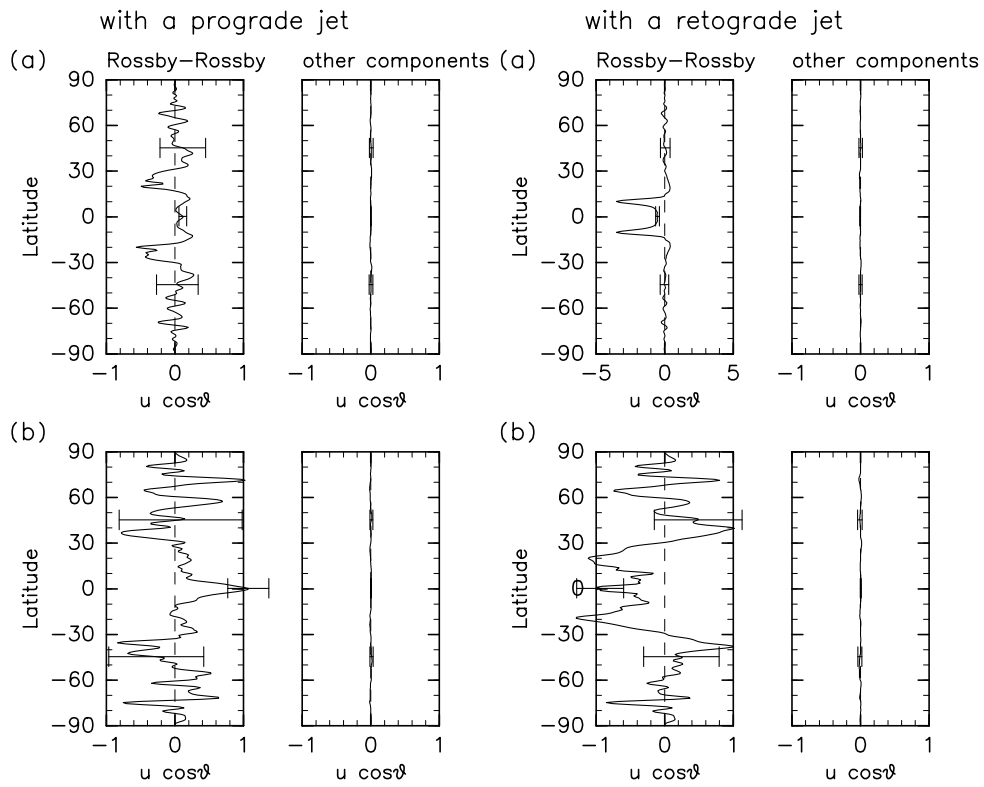 with a prograde jet
with a retograde jet
(a) Rossby−Rossby other components
(a) Rossby−Rossby other components
90
60
30
0
−30
−60
−90
Latitude
−1 0 1
u cosϑ
−1 0 1
u cosϑ
90
60
30
0
−30
−60
−90
Latitude
−5 0 5
u cosϑ
−1 0 1
u cosϑ
(b)
(b)
90
60
30
0
−30
−60
−90
Latitude
−1 0 1
u cosϑ
−1 0 1
u cosϑ
90
60
30
0
−30
−60
−90
Latitude
−1 0 1
u cosϑ
−1 0 1
u cosϑ